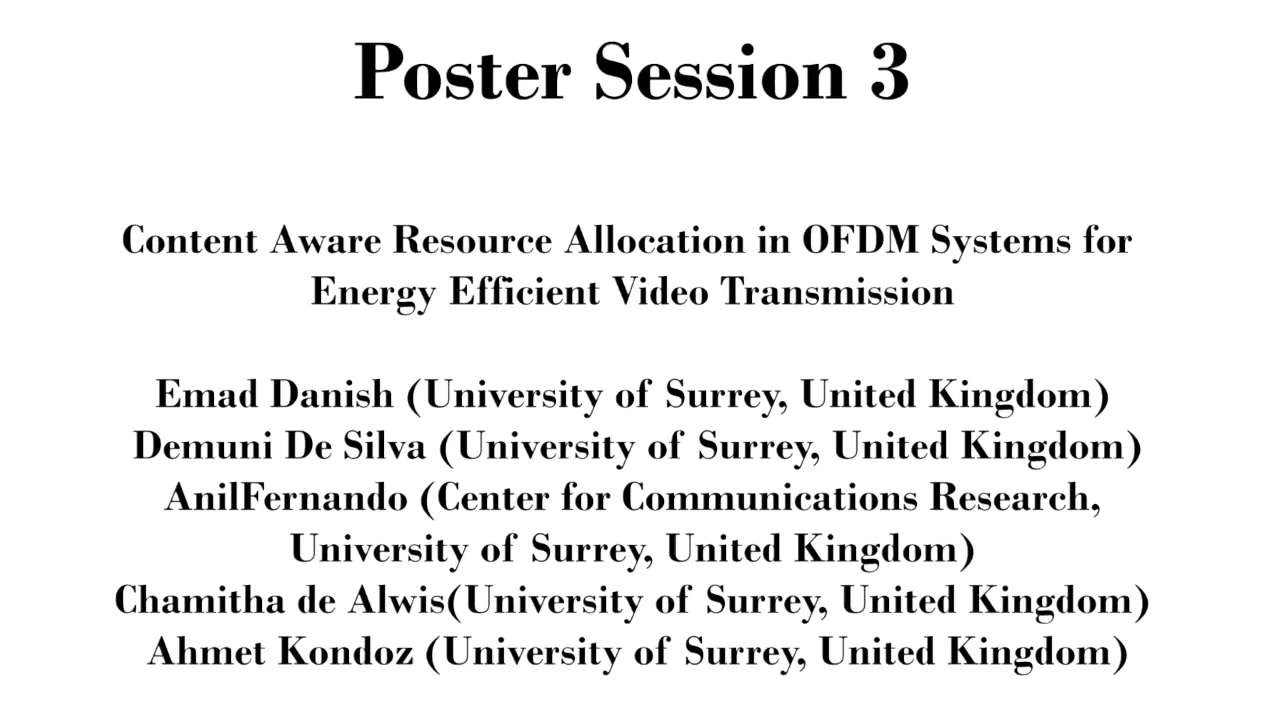 Poster Session 3
Content Aware Resource Allocation in OFDM Systems for
Energy Efficient Video Transmission
Emad Danish (University of Surrey, United Kingdom)
Demuni De Silva (University of Surrey, United Kingdom)
AnilFernando (Center for Communications Research,
University of Surrey, United Kingdom)
Chamitha de Alwis(University of Surrey, United Kingdom)
Ahmet Kondoz (University of Surrey, United Kingdom)